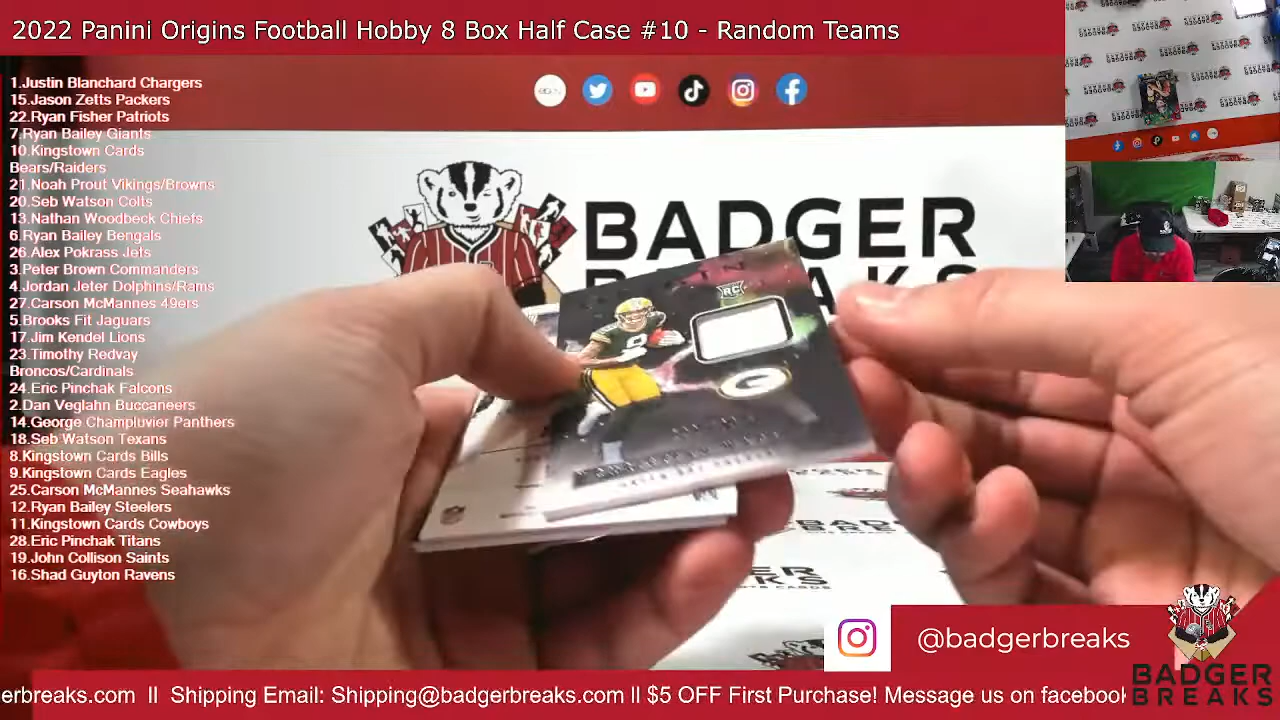 2022 Panini Origins Football Hobby 8 Box Half Case #10 - Random Teams
1.Justin Blanchard Chargers
15.Jason Zetts Packers
22.Ryan Fisher Patriots
7.Ryan Bailey Giants
10.Kingstown Cards
Bears/Raiders
21.Noah Prout Vikings/Browns
20.Seb Watson Colts
13.Nathan Woodbeck Chiefs
6.Ryan Bailey Bengals
26.Alex Pokrass Jets
3.Peter Brown Commanders
4.Jordan Jeter Dolphins/Rams
27.Carson McMannes 49ers
5.Brooks Fit Jaguars
17.Jim Kendel Lions
23.Timothy Redvay
Broncos/Cardinals
24.Eric Pinchak Falcons
2.Dan Veglahn Buccaneers
14.George Champluvier Panthers
18.Seb Watson Texans
8.Kingstown Cards Bills
9.Kingstown Cards Eagles
25.Carson McMannes Seahawks
12.Ryan Bailey Steelers
11.Kingstown Cards Cowboys
28.Eric Pinchak Titans
19.John Collison Saints
16.Shad Guyton Ravens
BADGER
BREAKS
RC
G
@badgerbreaks
BADGER
BREAKS
erbreaks.com II Shipping Email: Shipping@badgerbreaks.com II $5 OFF First Purchase! Message us on facebook